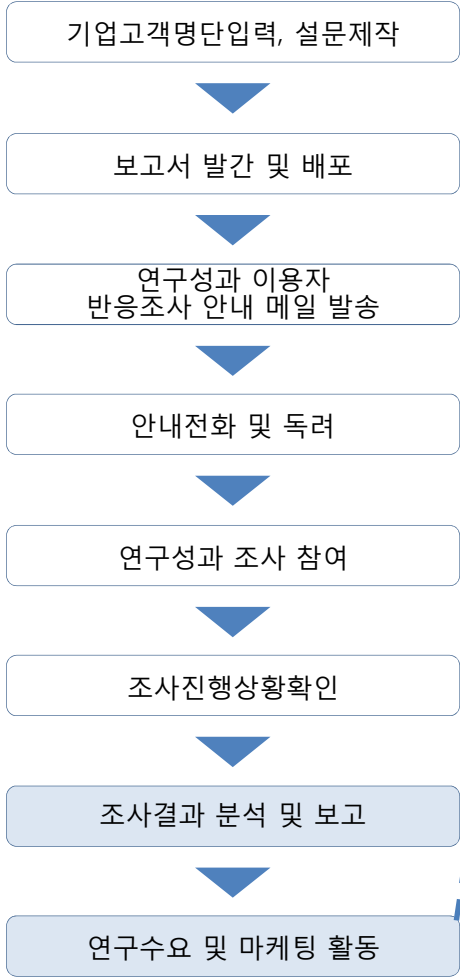 기업고객명단입력, 설문제작
보고서 발간 및 배포
연구성과 이용자
반응조사 안내 메일 발송
안내전화 및 독려
연구성과 조사 참여
조사진행상황확인
조사결과 분석 및 보고
연구수요 및 마케팅 활동